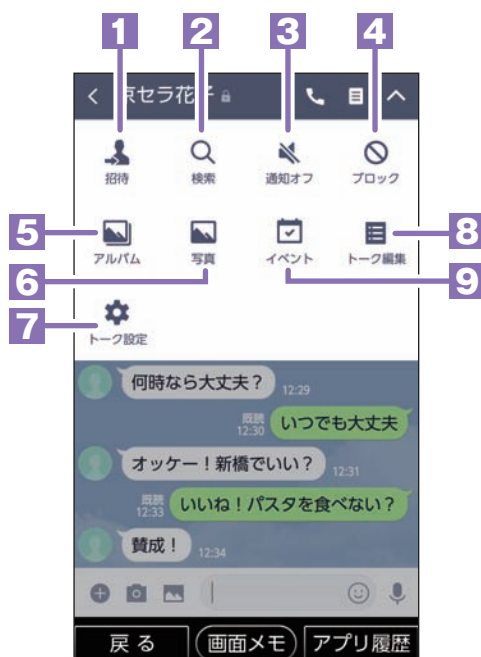 1 2 3 4
京セラ花子
招待 検索 通知オフ ブロック
5 8
アルバム 写真 イベント トーク編集
6 9
7
トーク設定
何時なら大丈夫？ 12:29
既読
12:30 いつでも大丈夫
オッケー！新橋でいい？ 12:31
既読
12:33 いいね！パスタを食べない？
賛成！ 12:34
戻る 画面メモ アプリ履歴